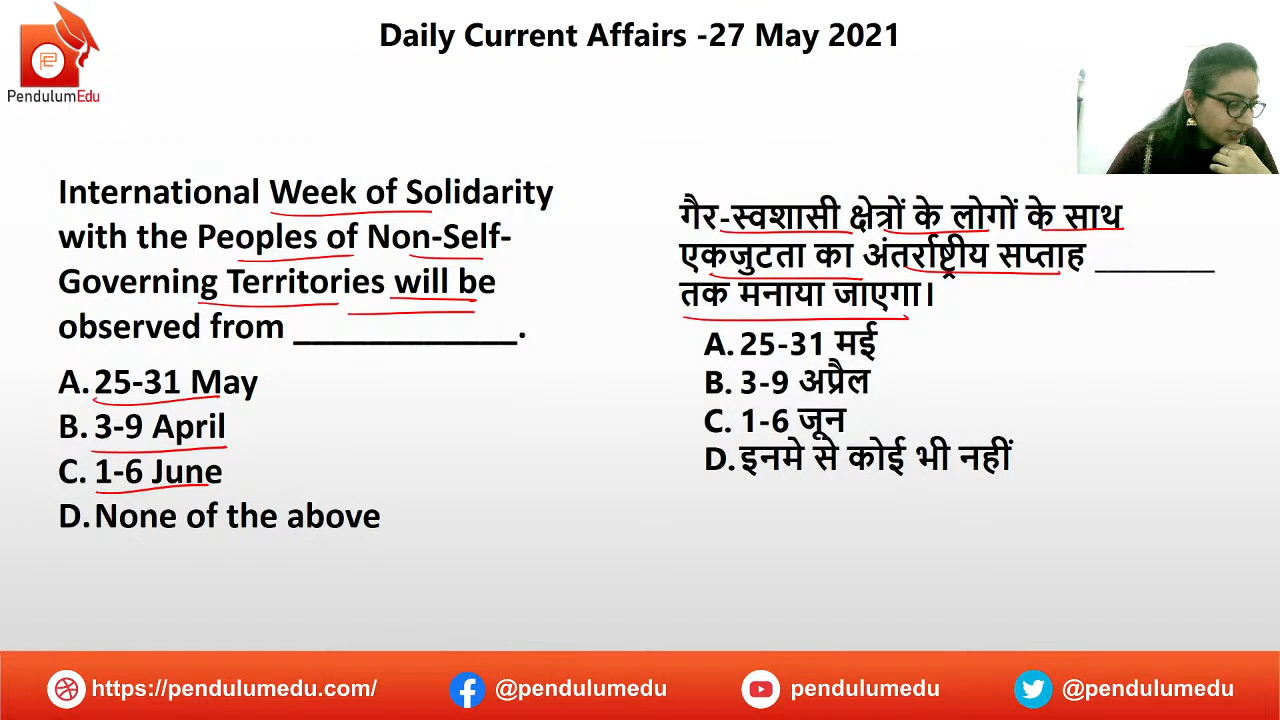 Daily Current Affairs -27 May 2021
PendulumEdu
International Week of Solidarity
with the Peoples of Non-Self-
Governing Territories will be
observed from ____________.
A. 25-31 May
B. 3-9 April
C. 1-6 June
D. None of the above
गैर-स्वशासी क्षेत्रों के लोगों के साथ
एकजुटता का अंतर्राष्ट्रीय सप्ताह ________
तक मनाया जाएगा।
A. 25-31 मई
B. 3-9 अप्रैल
C. 1-6 जून
D. इनमे से कोई भी नहीं
https://pendulumedu.com/
@pendulumedu
pendulumedu
@pendulumedu